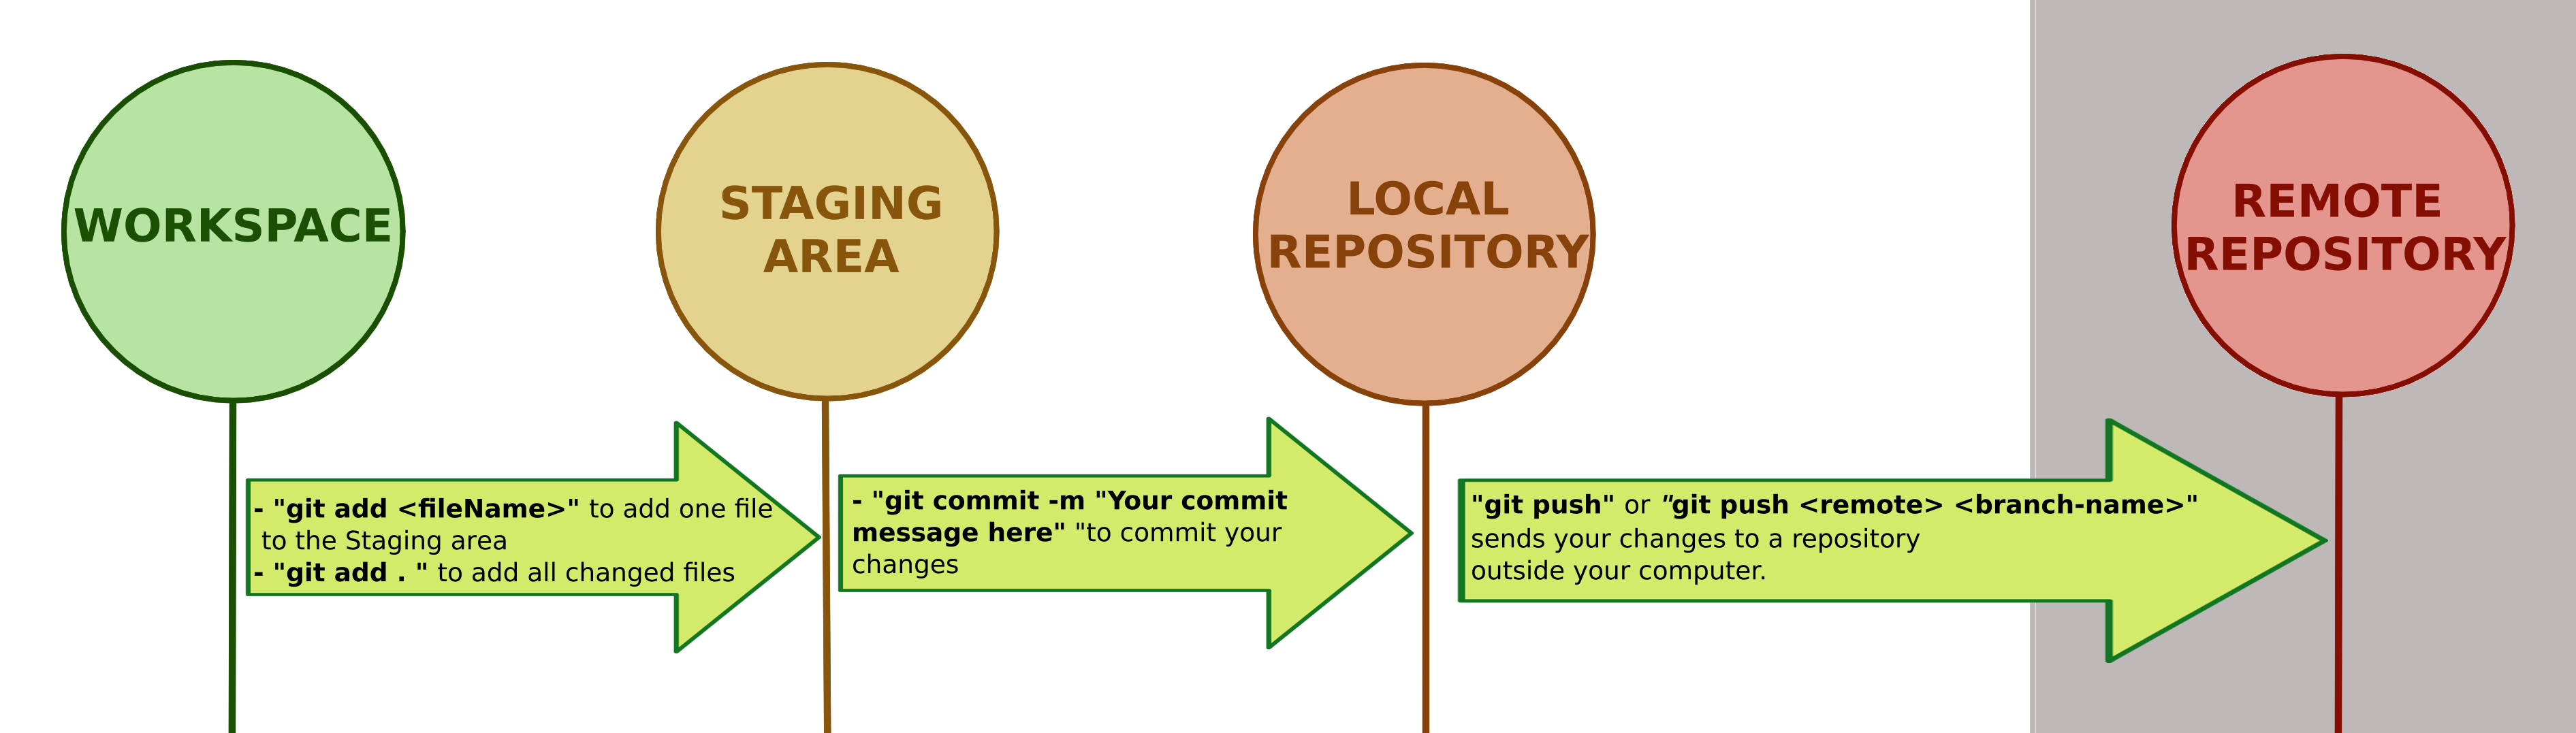 WORKSPACE
STAGING
AREA
LOCAL
REPOSITORY
REMOTE
REPOSITORY
- "git add <fileName>" to add one file
to the Staging area
- "git add . " to add all changed files
- "git commit -m "Your commit
message here" "to commit your
changes
"git push" or "git push <remote> <branch-name>"
sends your changes to a repository
outside your computer.